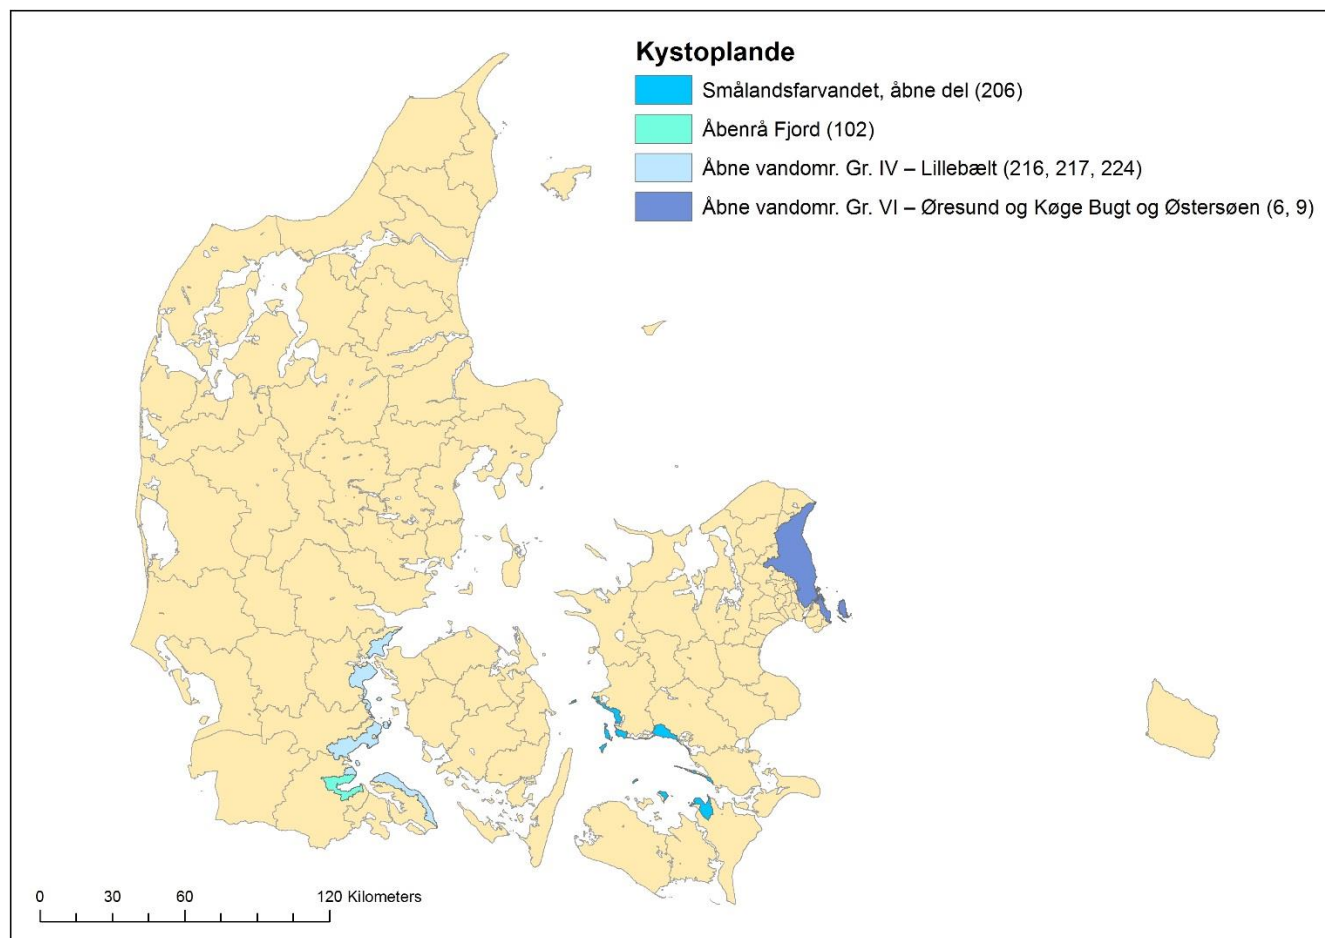 Kystoplande
Smålandsfarvandet, åbne del (206)
Åbenrå Fjord (102)
Åbne vandomr. Gr. IV – Lillebælt (216, 217, 224)
Åbne vandomr. Gr. VI – Øresund og Køge Bugt og Østersøen (6, 9)
0 30 60 120 Kilometers